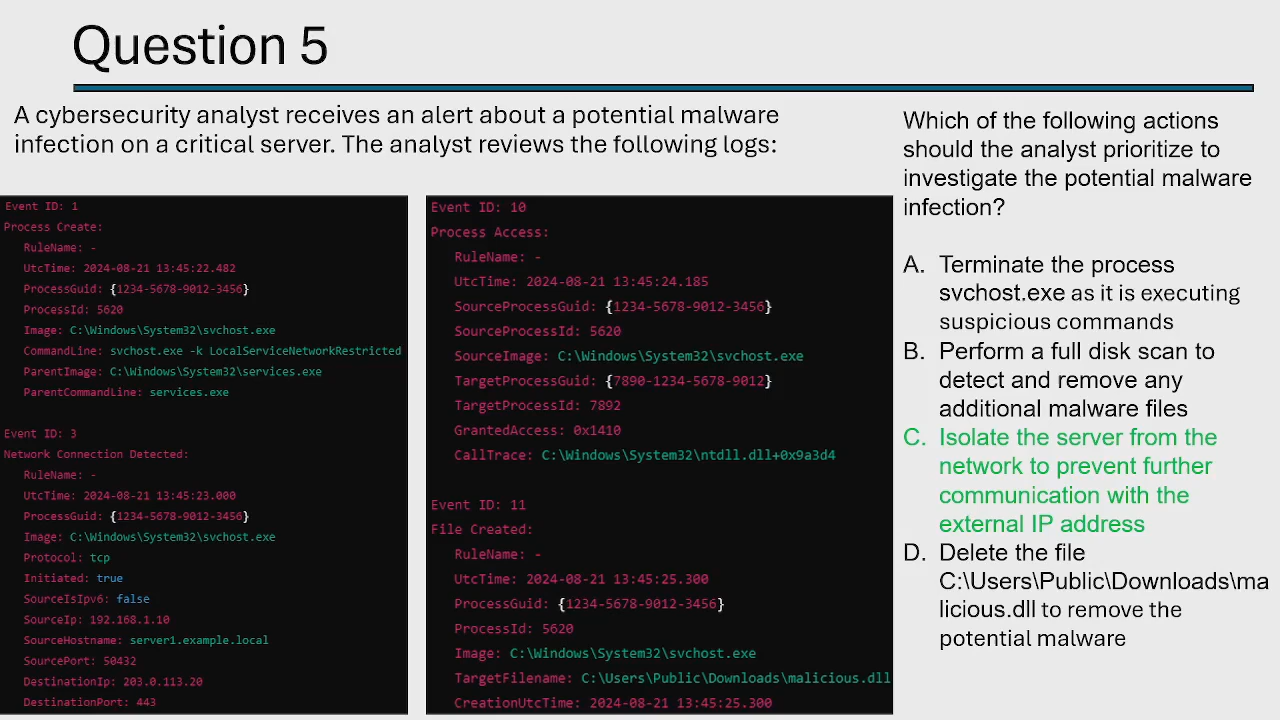 Question 5
A cybersecurity analyst receives an alert about a potential malware
infection on a critical server. The analyst reviews the following logs:
Event ID: 1
Process Create:
RuleName: -
UtcTime: 2024-08-21 13:45:22.482
ProcessGuid: {1234-5678-9012-3456}
ProcessId: 5620
Image: C:\Windows\System32\svchost.exe
CommandLine: svchost.exe -k LocalServiceNetworkRestricted
ParentImage: C:\Windows\System32\services.exe
ParentCommandLine: services.exe
Event ID: 3
Network Connection Detected:
RuleName: -
UtcTime: 2024-08-21 13:45:23.000
ProcessGuid: {1234-5678-9012-3456}
Image: C:\Windows\System32\svchost.exe
Protocol: tcp
Initiated: true
SourceIsIpv6: false
SourceIp: 192.168.1.10
SourceHostname: server1.example.local
SourcePort: 50432
DestinationIp: 203.0.113.20
DestinationPort: 443
Event ID: 10
Process Access:
RuleName: -
UtcTime: 2024-08-21 13:45:24.185
SourceProcessGuid: {1234-5678-9012-3456}
SourceProcessId: 5620
SourceImage: C:\Windows\System32\svchost.exe
TargetProcessGuid: {7890-1234-5678-9012}
TargetProcessId: 7892
GrantedAccess: 0x1410
CallTrace: C:\Windows\System32\ntdll.dll+0x9a3d4
Event ID: 11
File Created:
RuleName: -
UtcTime: 2024-08-21 13:45:25.300
ProcessGuid: {1234-5678-9012-3456}
ProcessId: 5620
Image: C:\Windows\System32\svchost.exe
TargetFilename: C:\Users\Public\Downloads\malicious.dll
CreationUtcTime: 2024-08-21 13:45:25.300
Which of the following actions
should the analyst prioritize to
investigate the potential malware
infection?
A. Terminate the process
svchost.exe as it is executing
suspicious commands
B. Perform a full disk scan to
detect and remove any
additional malware files
C. Isolate the server from the
network to prevent further
communication with the
external IP address
D. Delete the file
C:\Users\Public\Downloads\ma
licious.dll to remove the
potential malware